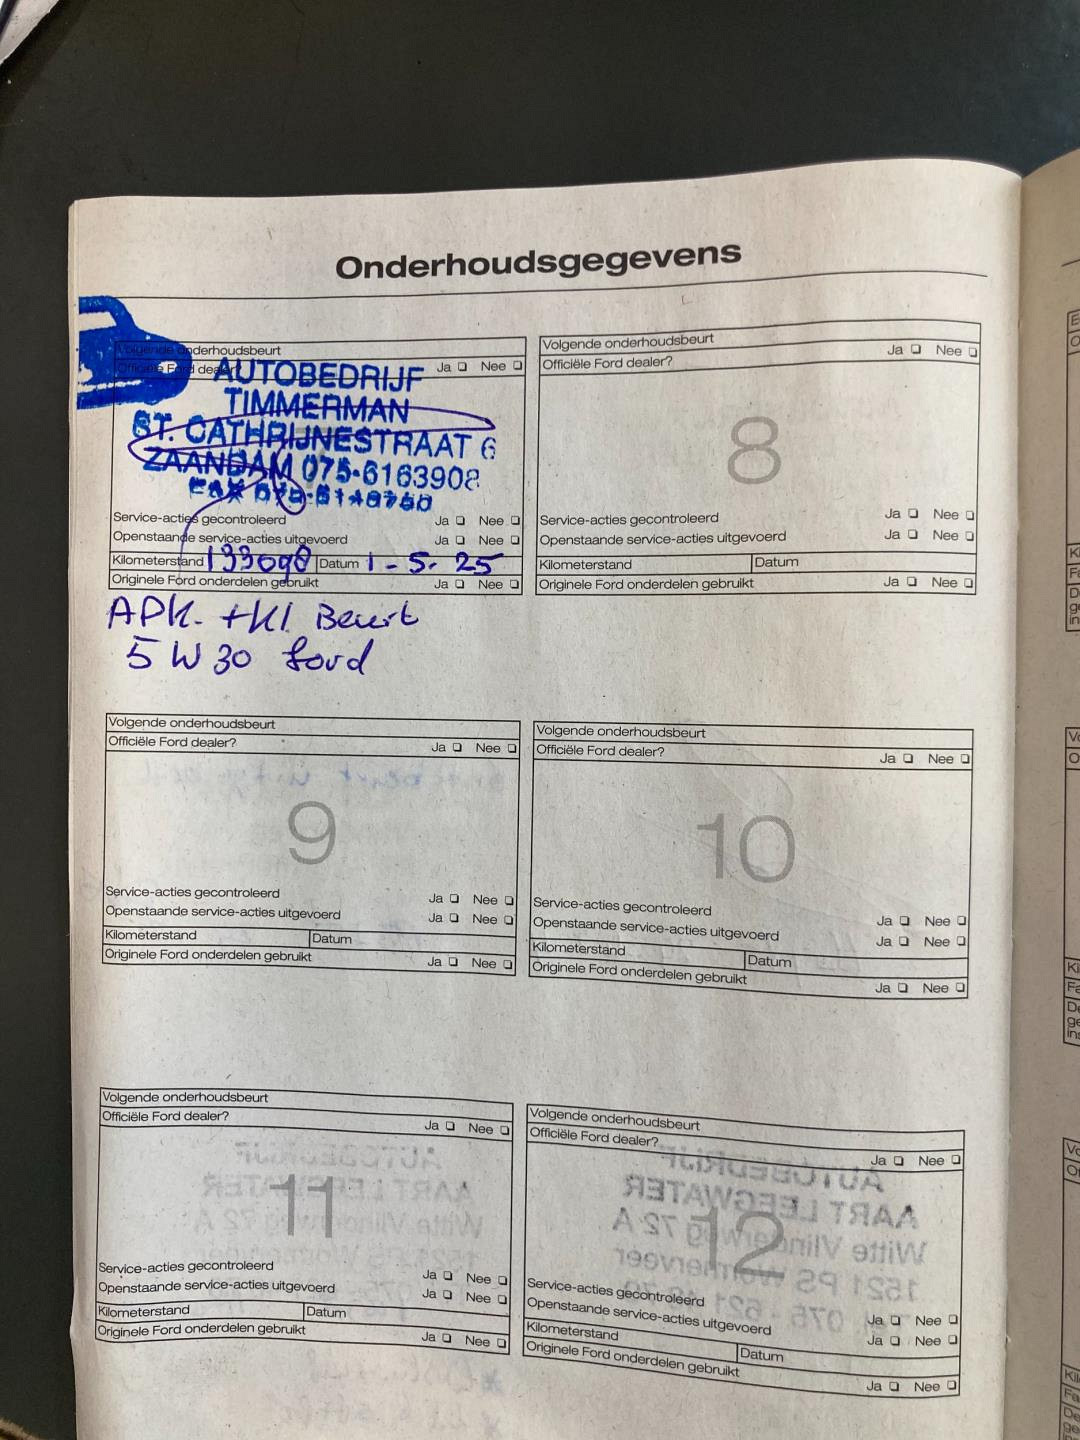 Onderhoudsgegevens
Volgende onderhoudsbeurt
Officiële Ford dealer? Ja Nee
AUTOBEDRIJF
TIMMERMAN
ST. CATHRIJNESTRAAT 6
ZAANDAM 075-6163908
FAX
Service-acties gecontroleerd Ja Nee
Openstaande service-acties uitgevoerd Ja Nee
Kilometerstand 133098 Datum 1-5-25
Originele Ford onderdelen gebruikt Ja Nee
APK. + Kl Beurt
5W30 ford
Volgende onderhoudsbeurt
Officiële Ford dealer? Ja Nee
8
Service-acties gecontroleerd Ja Nee
Openstaande service-acties uitgevoerd Ja Nee
Kilometerstand Datum
Originele Ford onderdelen gebruikt Ja Nee
Volgende onderhoudsbeurt
Officiële Ford dealer? Ja Nee
9
Service-acties gecontroleerd Ja Nee
Openstaande service-acties uitgevoerd Ja Nee
Kilometerstand Datum
Originele Ford onderdelen gebruikt Ja Nee
Volgende onderhoudsbeurt
Officiële Ford dealer? Ja Nee
10
Service-acties gecontroleerd Ja Nee
Openstaande service-acties uitgevoerd Ja Nee
Kilometerstand Datum
Originele Ford onderdelen gebruikt Ja Nee
Volgende onderhoudsbeurt
Officiële Ford dealer? Ja Nee
11
Service-acties gecontroleerd Ja Nee
Openstaande service-acties uitgevoerd Ja Nee
Kilometerstand Datum
Originele Ford onderdelen gebruikt Ja Nee
Volgende onderhoudsbeurt
Officiële Ford dealer? Ja Nee
12
Service-acties gecontroleerd Ja Nee
Openstaande service-acties uitgevoerd Ja Nee
Kilometerstand Datum
Originele Ford onderdelen gebruikt Ja Nee